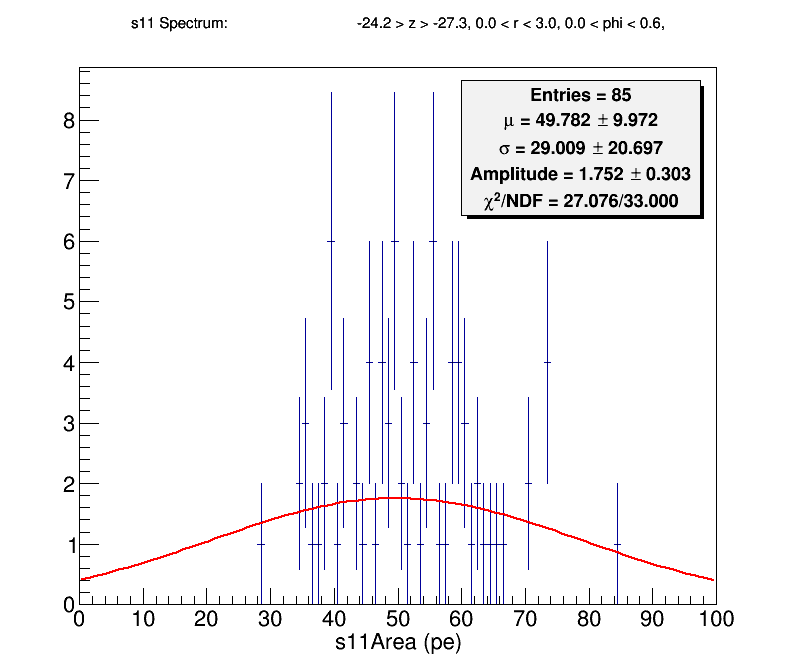 s11 Spectrum: -24.2 > z > -27.3, 0.0 < r < 3.0, 0.0 < phi < 0.6,
Entries = 85
μ = 49.782 ± 9.972
σ = 29.009 ± 20.697
Amplitude = 1.752 ± 0.303
χ²/NDF = 27.076/33.000
8
7
6
5
4
3
2
1
0
0 10 20 30 40 50 60 70 80 90 100
s11Area (pe)